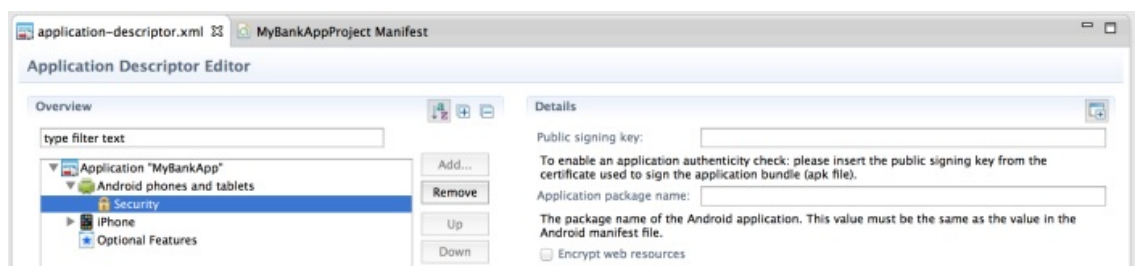 application-descriptor.xml MyBankAppProject Manifest
Application Descriptor Editor
Overview
type filter text
Application "MyBankApp"
Android phones and tablets
Security
iPhone
Optional Features
Add...
Remove
Up
Down
Details
Public signing key:
To enable an application authenticity check: please insert the public signing key from the
certificate used to sign the application bundle (apk file).
Application package name:
The package name of the Android application. This value must be the same as the value in the
Android manifest file.
Encrypt web resources